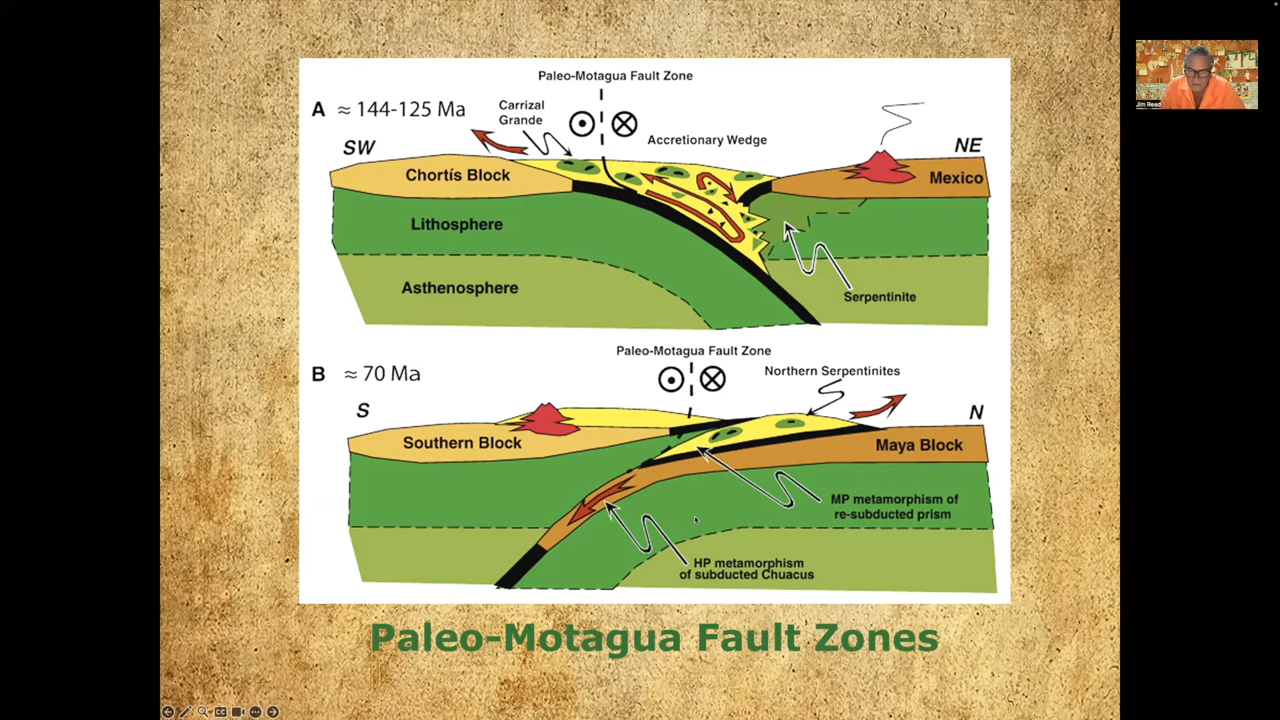 Paleo-Motagua Fault Zone
A ≈ 144-125 Ma
Carrizal
Grande
Accretionary Wedge
SW
NE
Chortís Block
Mexico
Lithosphere
Asthenosphere
Serpentinite
Paleo-Motagua Fault Zone
B ≈ 70 Ma
Northern Serpentinites
S
N
Southern Block
Maya Block
MP metamorphism of
re-subducted prism
HP metamorphism
of subducted Chuacus
Paleo-Motagua Fault Zones
Jim Reed